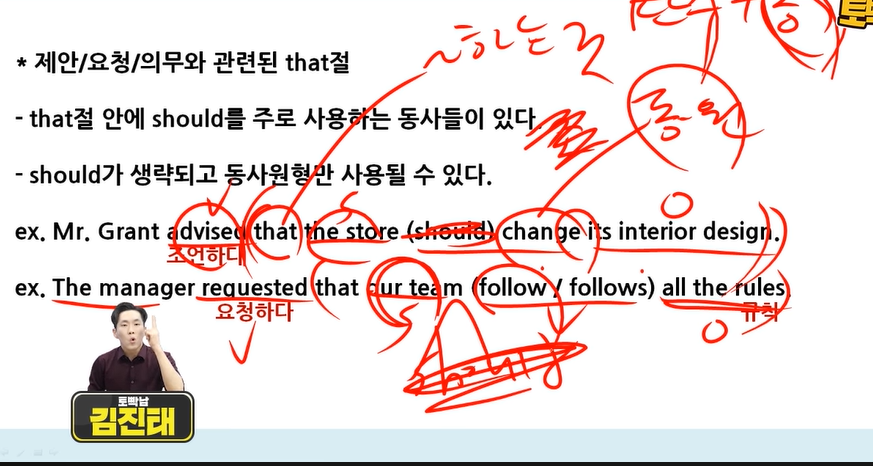 ~하는 것
동원
* 제안/요청/의무와 관련된 that절
- that절 안에 should를 주로 사용하는 동사들이 있다.
- should가 생략되고 동사원형만 사용될 수 있다.
ex. Mr. Grant advised that the store (should) change its interior design.
조언하다
ex. The manager requested that our team (follow / follows) all the rules.
요청하다
규칙
should
토빡남
김진태